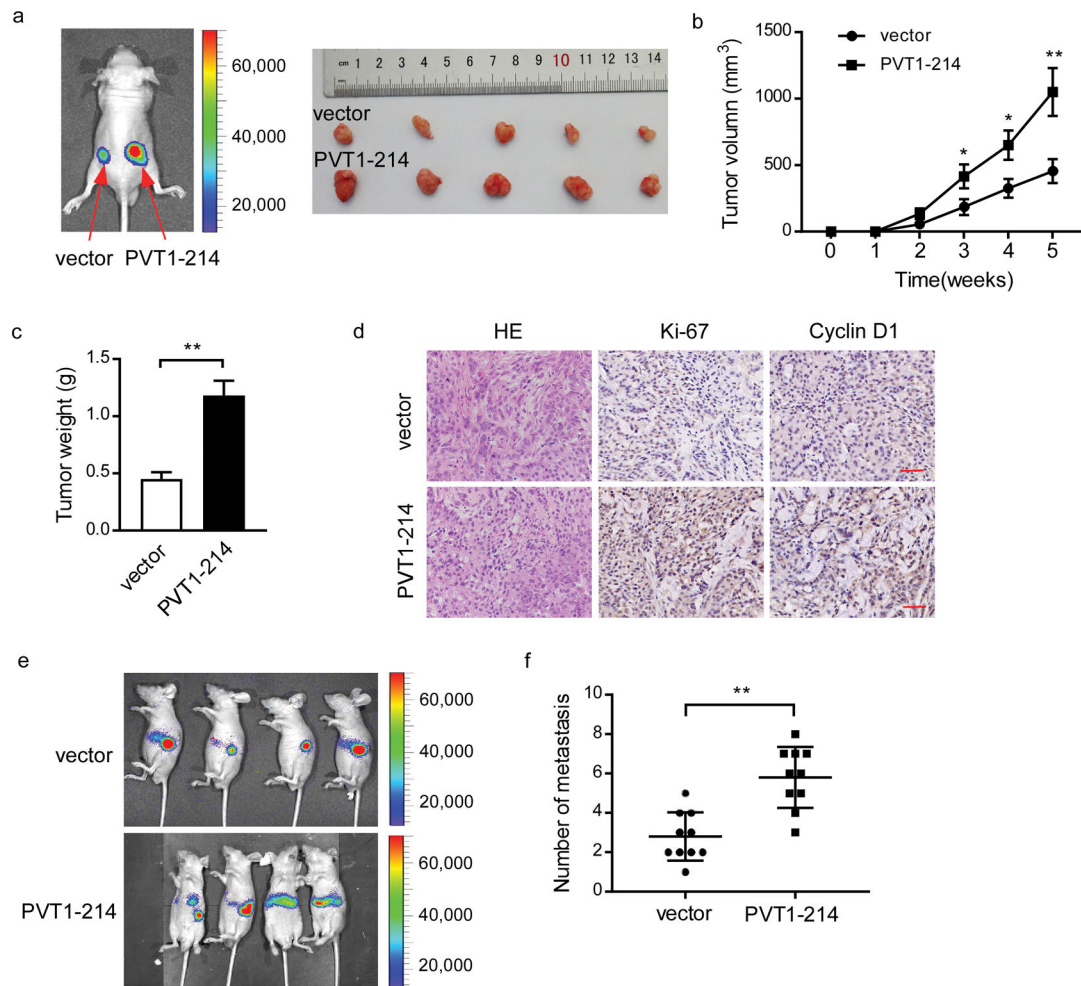 a
60,000
40,000
20,000
vector PVT1-214
cm 1 2 3 4 5 6 7 8 9 10 11 12 13 14
vector
PVT1-214
b
vector
PVT1-214
Tumor volumn (mm³)
1500
1000
500
0
* * **
0 1 2 3 4 5
Time(weeks)
c
**
Tumor weight (g)
1.5
1.0
0.5
0.0
vector
PVT1-214
d
HE Ki-67 Cyclin D1
vector
PVT1-214
e
vector
60,000
40,000
20,000
PVT1-214
60,000
40,000
20,000
f
**
Number of metastasis
10
8
6
4
2
0
vector PVT1-214